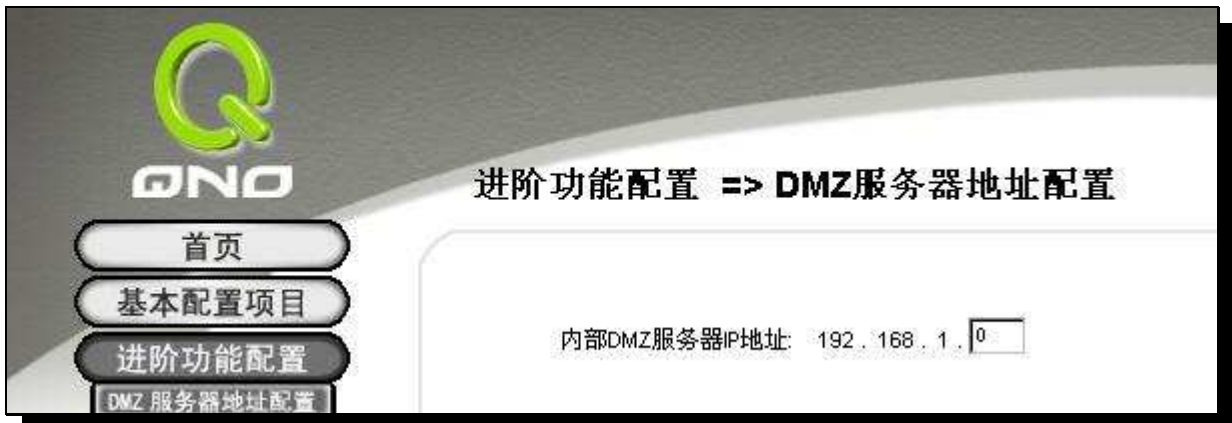 QNO
进阶功能配置 => DMZ服务器地址配置
首页
基本配置项目
进阶功能配置
DMZ 服务器地址配置
内部DMZ服务器IP地址: 192 . 168 . 1 . 0